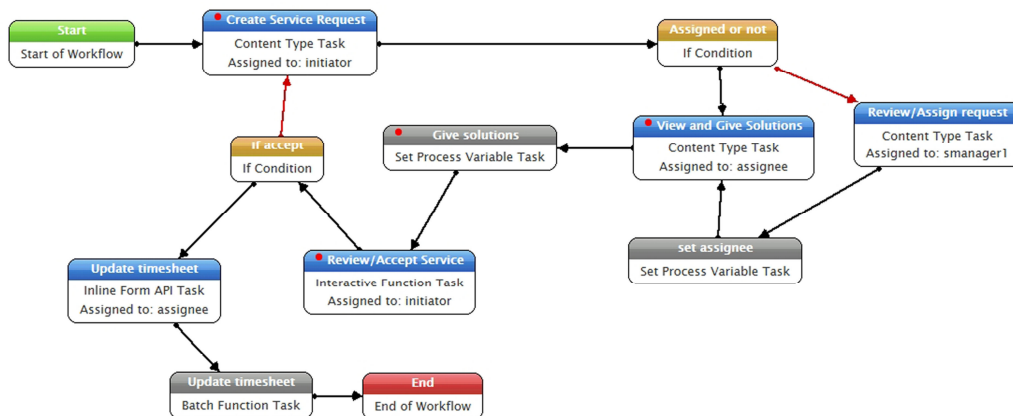 Start
Start of Workflow
Create Service Request
Content Type Task
Assigned to: initiator
Assigned or not
If Condition
Review/Assign request
Content Type Task
Assigned to: smanager1
View and Give Solutions
Content Type Task
Assigned to: assignee
Give solutions
Set Process Variable Task
If accept
If Condition
set assignee
Set Process Variable Task
Review/Accept Service
Interactive Function Task
Assigned to: initiator
Update timesheet
Inline Form API Task
Assigned to: assignee
Update timesheet
Batch Function Task
End
End of Workflow